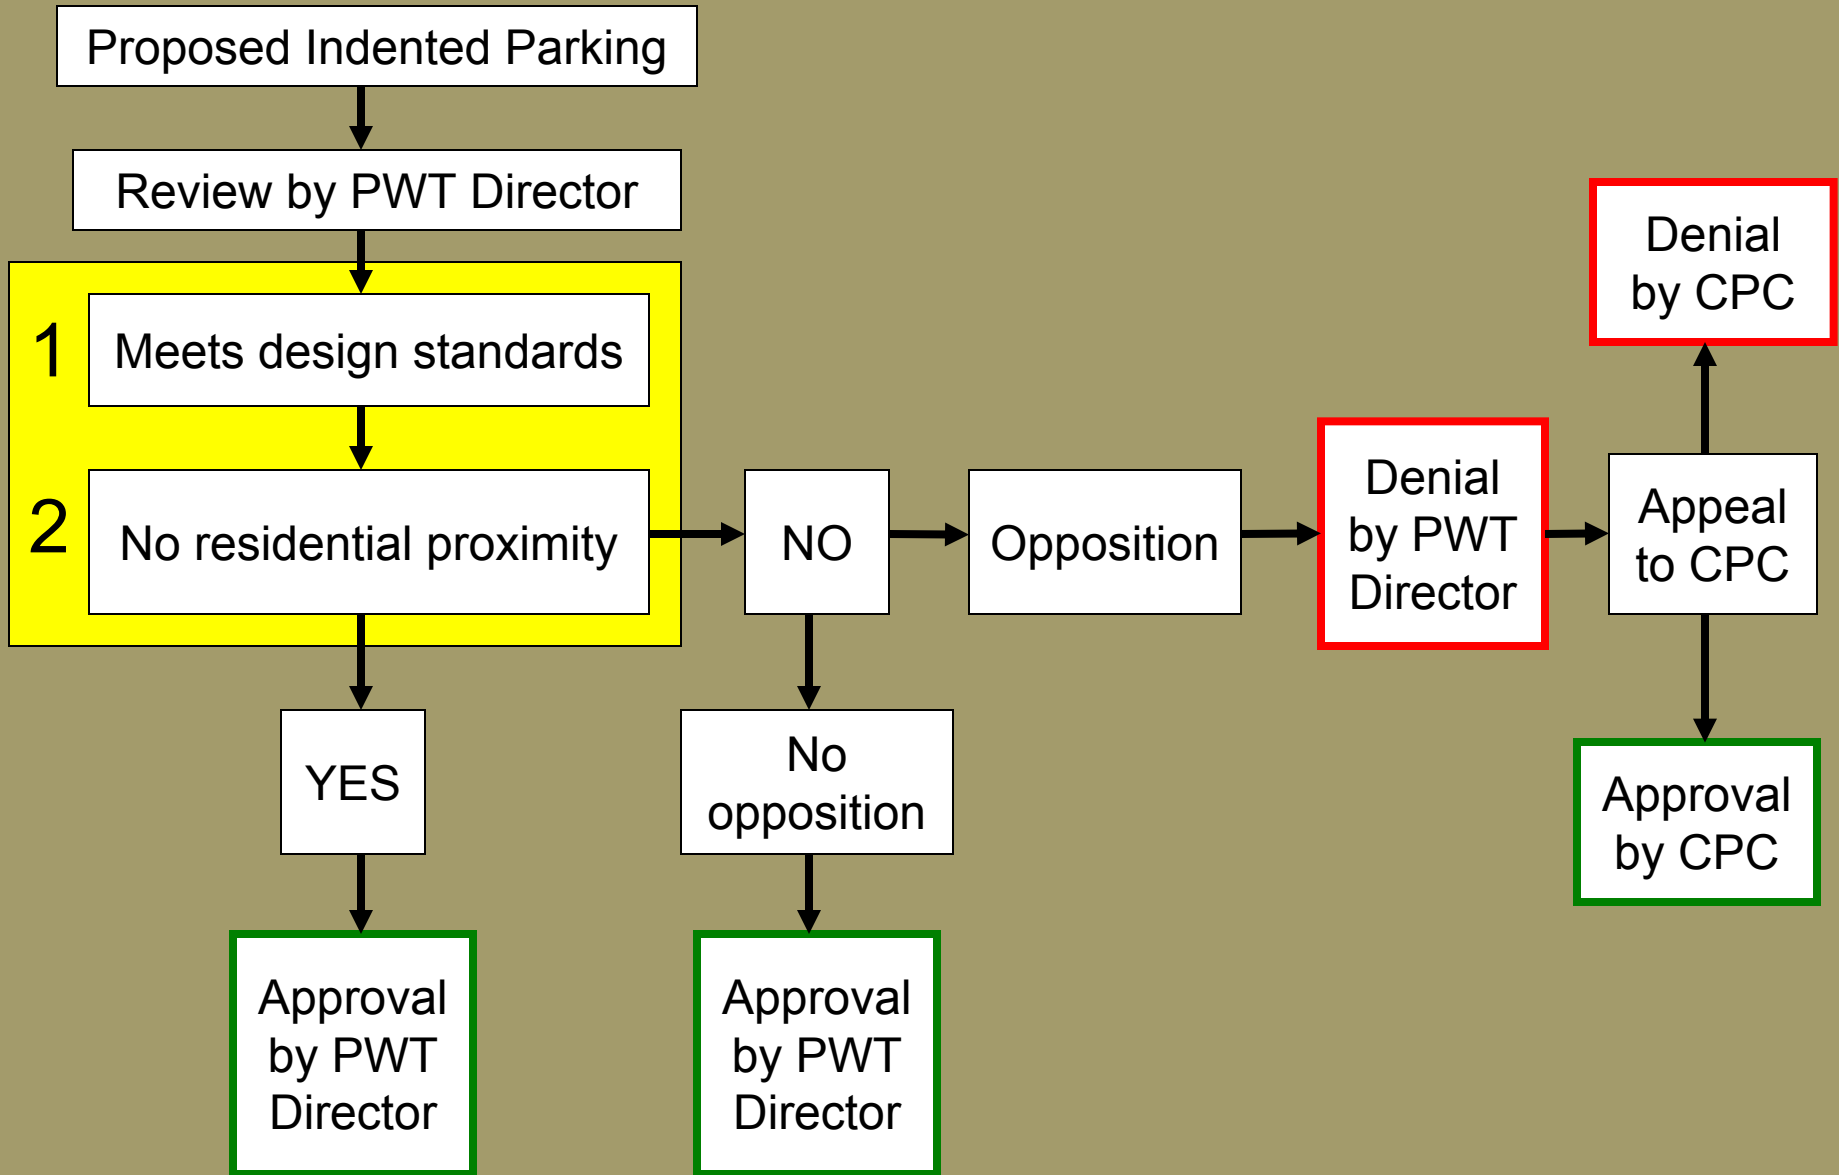 Proposed Indented Parking
Review by PWT Director
1
Meets design standards
2
No residential proximity
NO
Opposition
Denial
by PWT
Director
Appeal
to CPC
Denial
by CPC
Approval
by CPC
YES
No
opposition
Approval
by PWT
Director
Approval
by PWT
Director